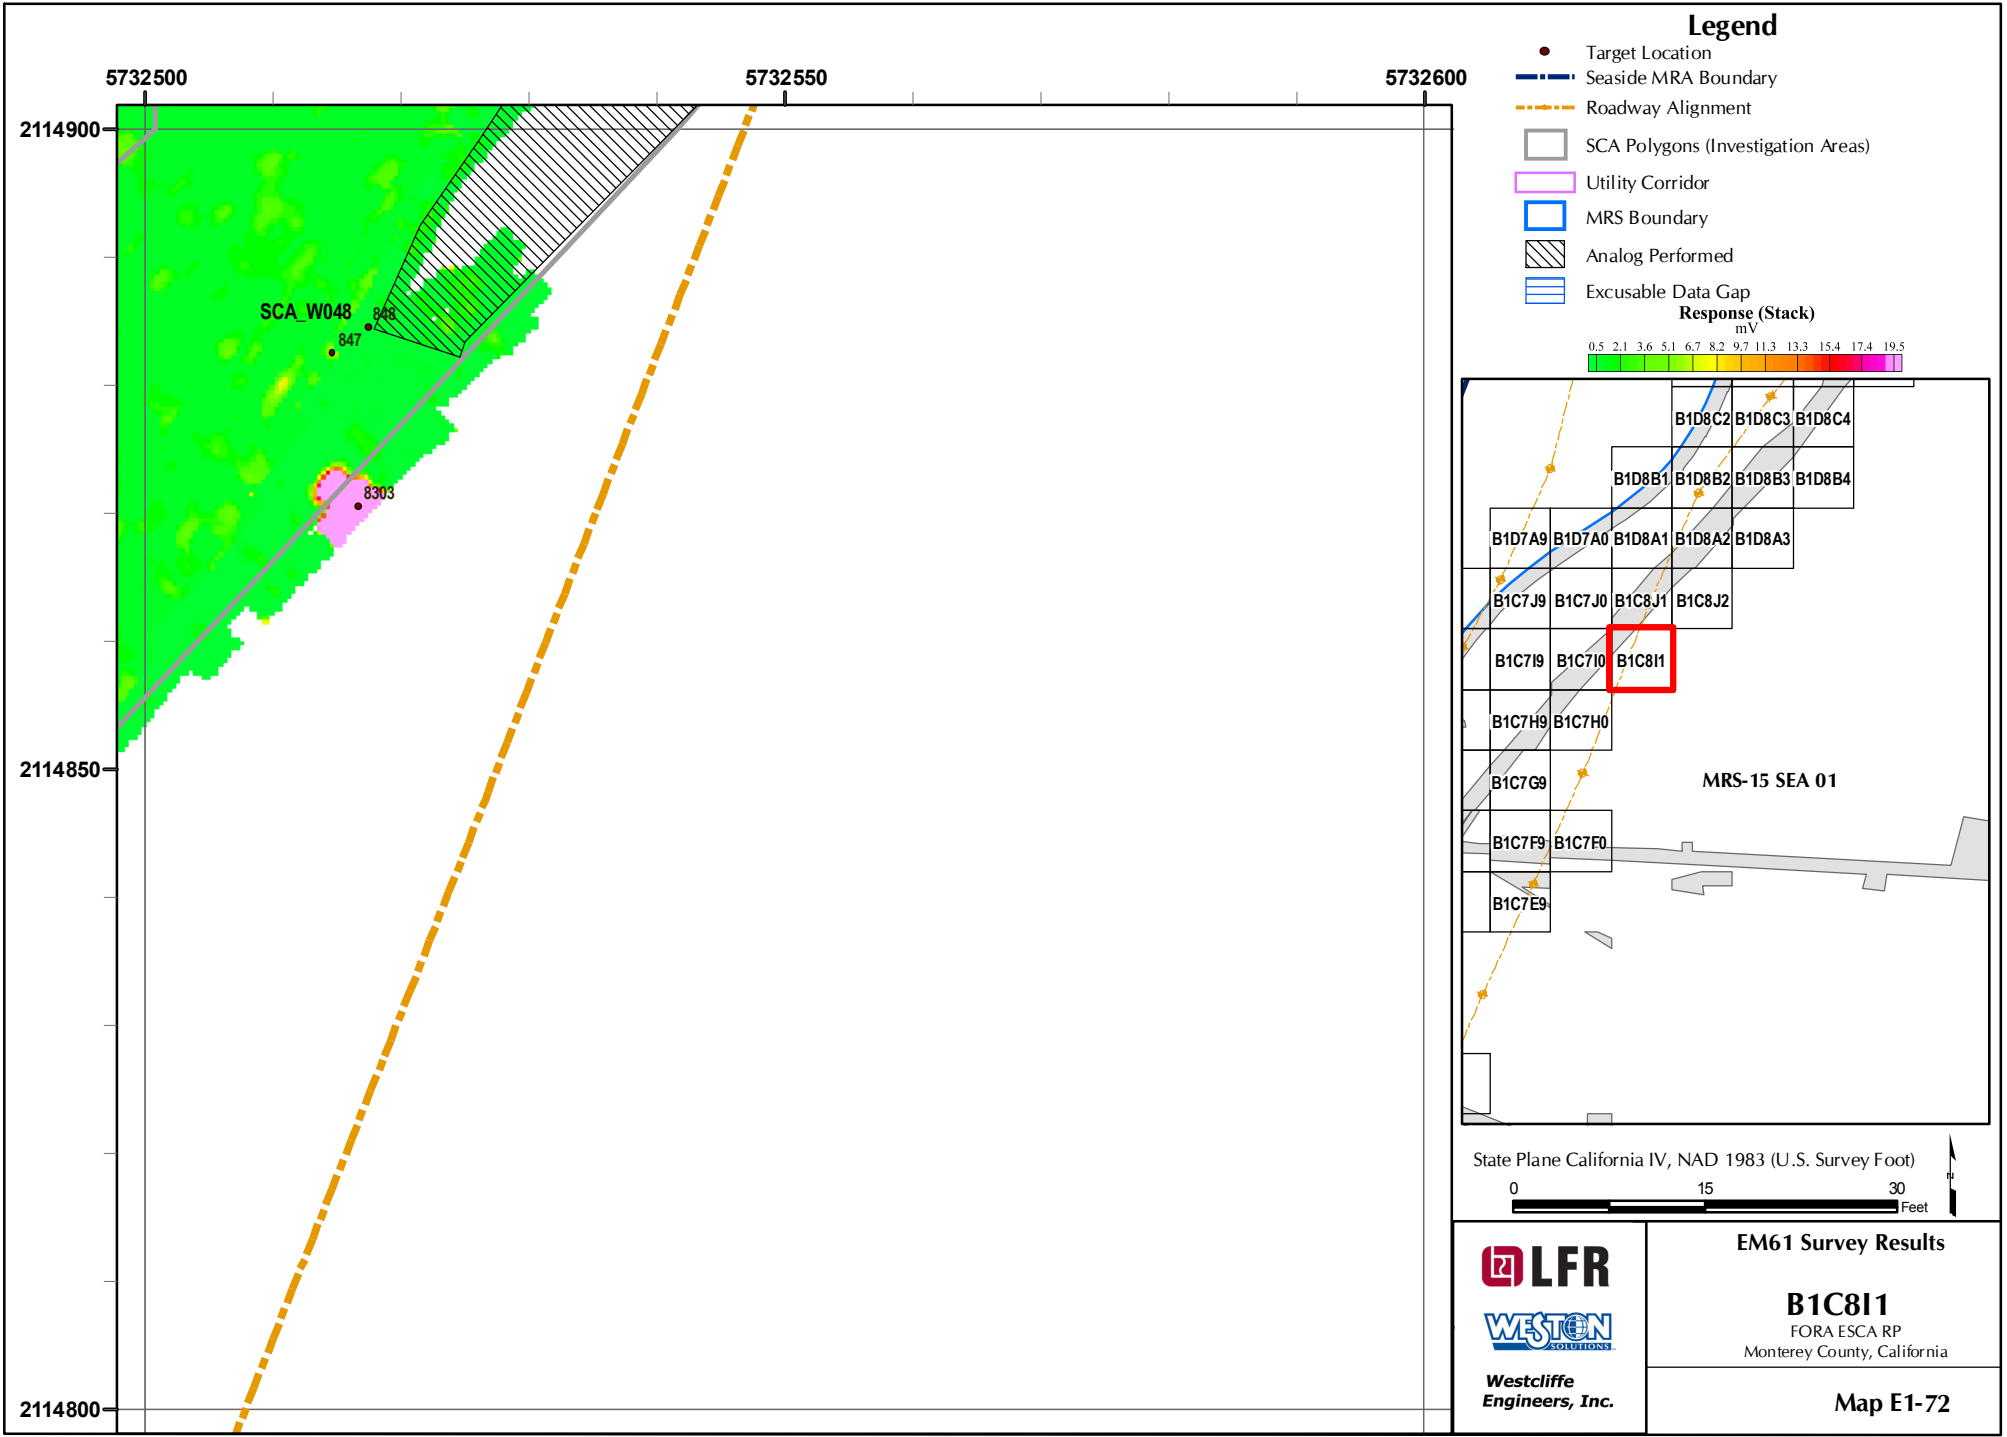 5732500
5732550
5732600
2114900
2114850
2114800
SCA_W048
848
847
8303
Legend
Target Location
Seaside MRA Boundary
Roadway Alignment
SCA Polygons (Investigation Areas)
Utility Corridor
MRS Boundary
Analog Performed
Excusable Data Gap
Response (Stack)
mV
0.5 2.1 3.6 5.1 6.7 8.2 9.7 11.3 13.3 15.4 17.4 19.5
B1D8C2 B1D8C3 B1D8C4
B1D8B1 B1D8B2 B1D8B3 B1D8B4
B1D7A9 B1D7A0 B1D8A1 B1D8A2 B1D8A3
B1C7J9 B1C7J0 B1C8J1 B1C8J2
B1C7I9 B1C7I0 B1C8I1
B1C7H9 B1C7H0
B1C7G9
MRS-15 SEA 01
B1C7F9 B1C7F0
B1C7E9
State Plane California IV, NAD 1983 (U.S. Survey Foot)
0 15 30
Feet
N
LFR
WESTON
SOLUTIONS
Westcliffe
Engineers, Inc.
EM61 Survey Results
B1C8I1
FORA ESCA RP
Monterey County, California
Map E1-72